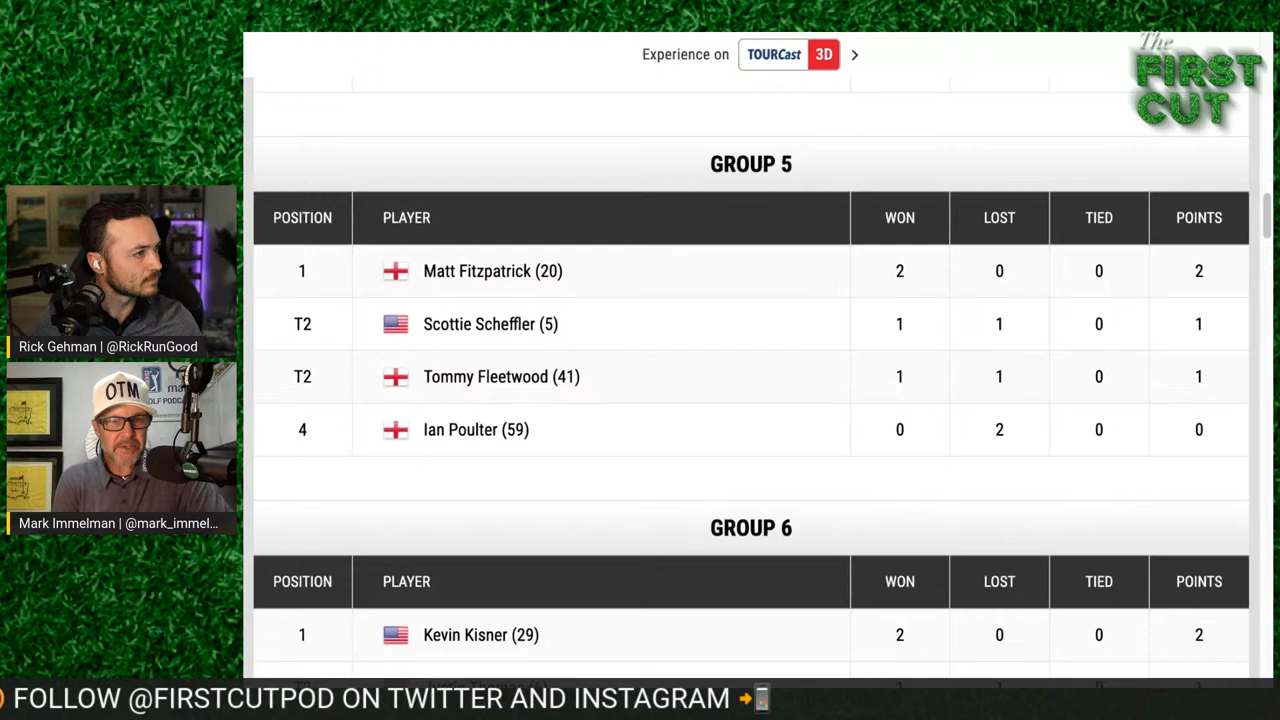 Experience on TOURCast 3D >
The
FIRST
CUT
GROUP 5
POSITION PLAYER WON LOST TIED POINTS
1 Matt Fitzpatrick (20) 2 0 0 2
T2 Scottie Scheffler (5) 1 1 0 1
T2 Tommy Fleetwood (41) 1 1 0 1
4 Ian Poulter (59) 0 2 0 0
GROUP 6
POSITION PLAYER WON LOST TIED POINTS
1 Kevin Kisner (29) 2 0 0 2
OTM
Rick Gehman | @RickRunGood
Mark Immelman | @mark_immel...
FOLLOW @FIRSTCUTPOD ON TWITTER AND INSTAGRAM